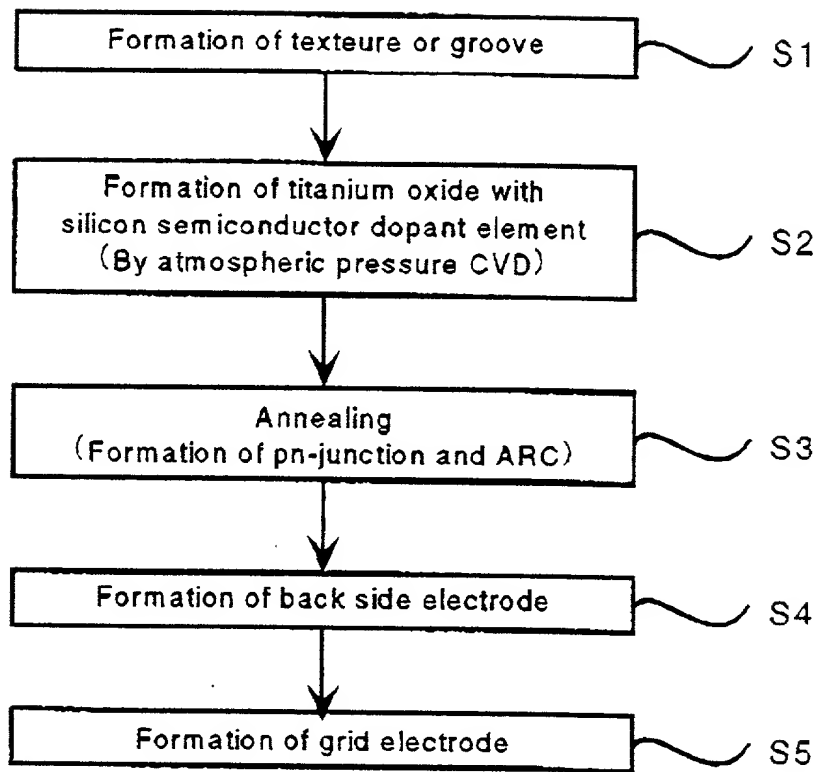 Formation of texteure or groove
S1
Formation of titanium oxide with
silicon semiconductor dopant element
(By atmospheric pressure CVD)
S2
Annealing
(Formation of pn-junction and ARC)
S3
Formation of back side electrode
S4
Formation of grid electrode
S5